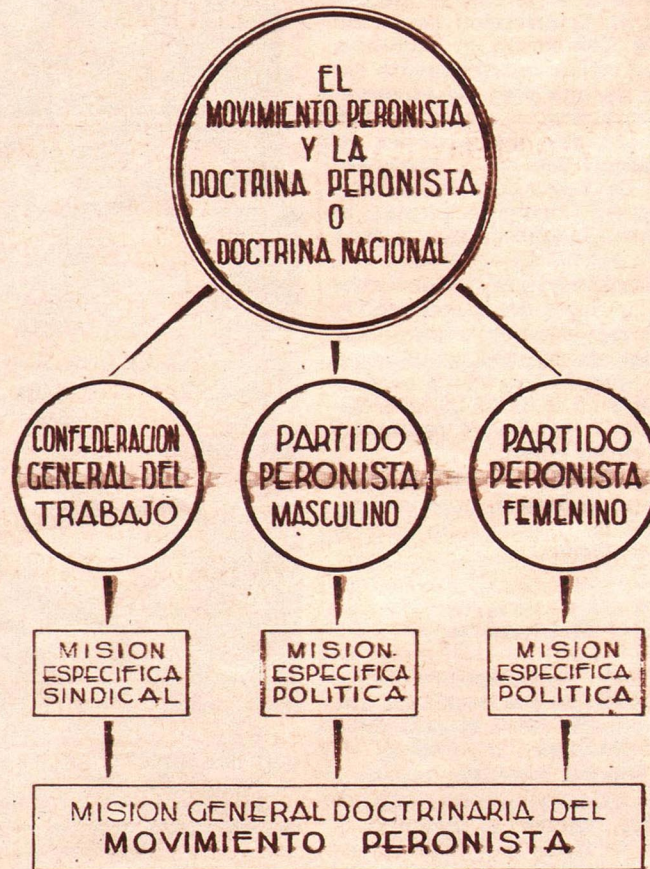 EL
MOVIMIENTO PERONISTA
Y LA
DOCTRINA PERONISTA
O
DOCTRINA NACIONAL
CONFEDERACION
GENERAL DEL
TRABAJO
PARTIDO
PERONISTA
MASCULINO
PARTIDO
PERONISTA
FEMENINO
MISION
ESPECIFICA
SINDICAL
MISION
ESPECIFICA
POLITICA
MISION
ESPECIFICA
POLITICA
MISION GENERAL DOCTRINARIA DEL
MOVIMIENTO PERONISTA